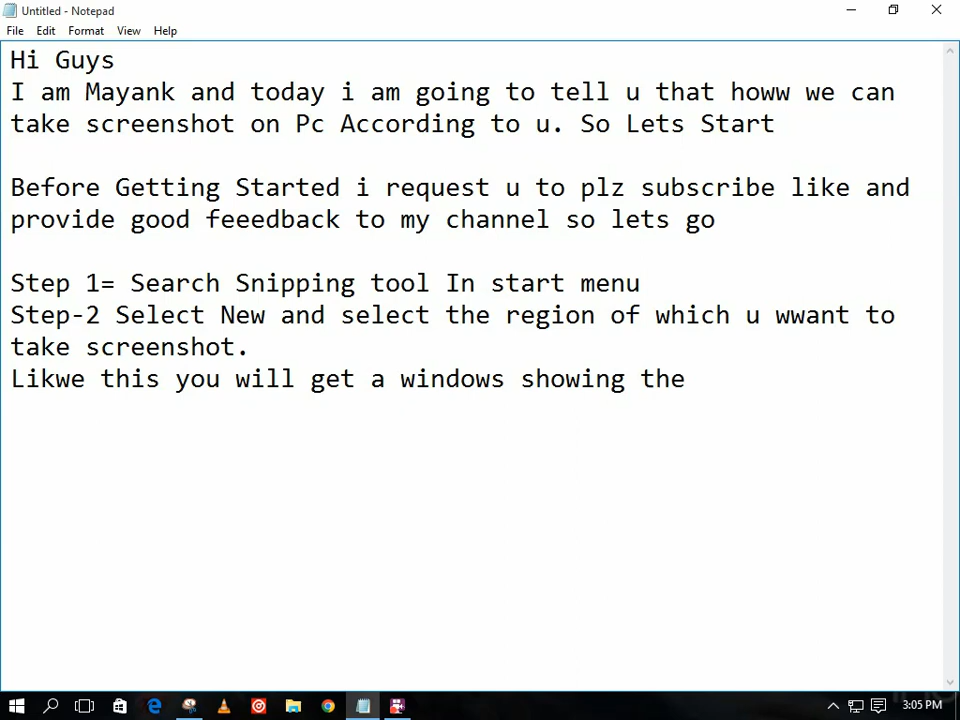 Untitled - Notepad
File Edit Format View Help
Hi Guys
I am Mayank and today i am going to tell u that howw we can
take screenshot on Pc According to u. So Lets Start
Before Getting Started i request u to plz subscribe like and
provide good feeedback to my channel so lets go
Step 1= Search Snipping tool In start menu
Step-2 Select New and select the region of which u wwant to
take screenshot.
Likwe this you will get a windows showing the
3:05 PM